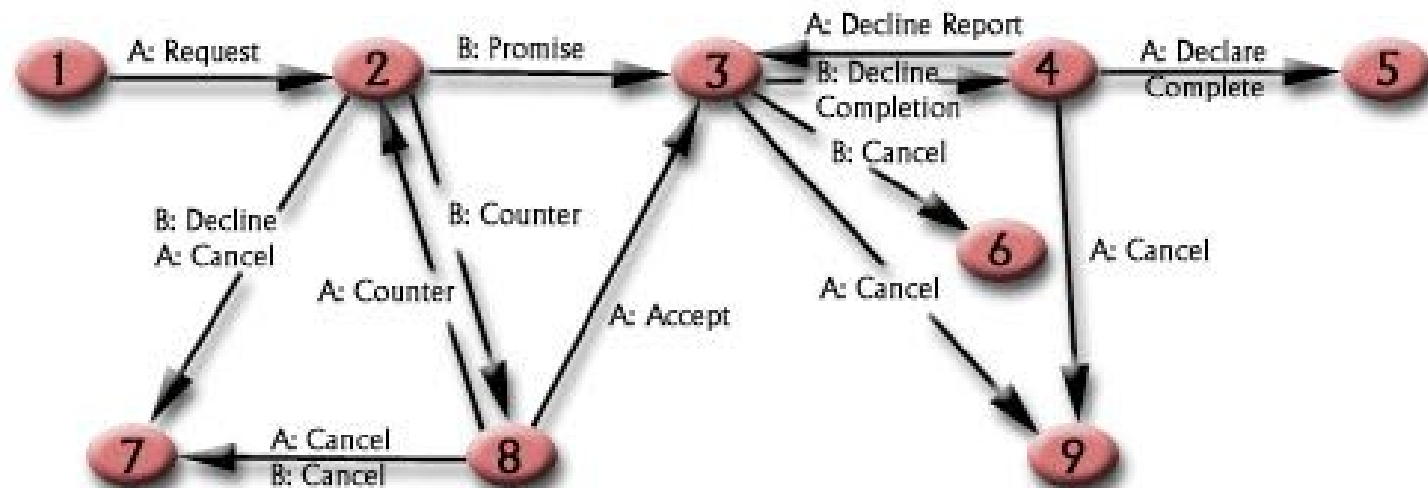 A: Decline Report
1
A: Request
2
B: Promise
3
B: Decline
Completion
4
A: Declare
Complete
5
B: Cancel
B: Decline
A: Cancel
B: Counter
A: Counter
A: Accept
A: Cancel
6
A: Cancel
7
A: Cancel
B: Cancel
8
9